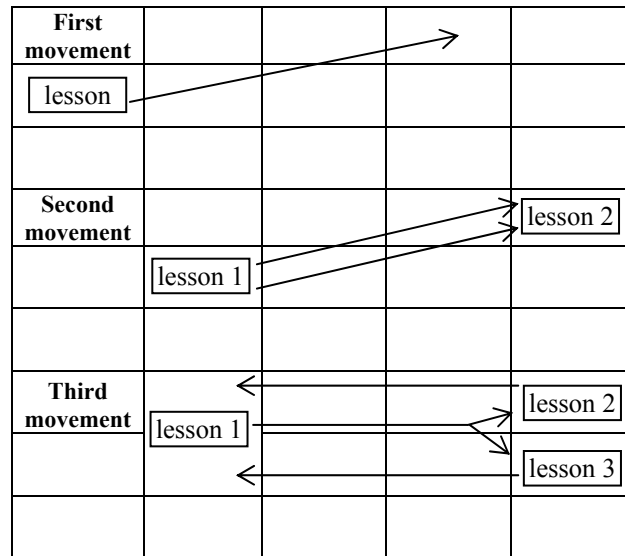 First
movement
lesson
Second
movement
lesson 2
lesson 1
Third
movement
lesson 2
lesson 1
lesson 3